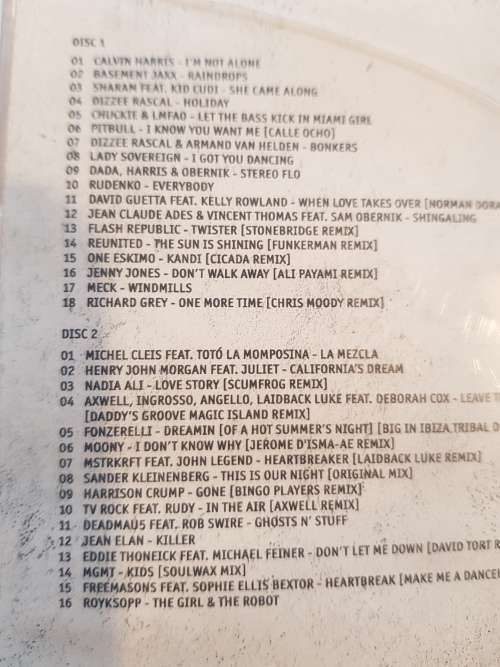 DISC 1
01 CALVIN HARRIS - I'M NOT ALONE
02 BASEMENT JAXX - RAINDROPS
03 SHARAM FEAT. KID CUDI - SHE CAME ALONG
04 DIZZEE RASCAL - HOLIDAY
05 CHUCKIE & LMFAO - LET THE BASS KICK IN MIAMI GIRL
06 PITBULL - I KNOW YOU WANT ME [CALLE OCHO]
07 DIZZEE RASCAL & ARMAND VAN HELDEN - BONKERS
08 LADY SOVEREIGN - I GOT YOU DANCING
09 DADA, HARRIS & OBERNIK - STEREO FLO
10 RUDENKO - EVERYBODY
11 DAVID GUETTA FEAT. KELLY ROWLAND - WHEN LOVE TAKES OVER [NORMAN DORA
12 JEAN CLAUDE ADES & VINCENT THOMAS FEAT. SAM OBERNIK - SHINGALING
13 FLASH REPUBLIC - TWISTER [STONEBRIDGE REMIX]
14 REUNITED - THE SUN IS SHINING [FUNKERMAN REMIX]
15 ONE ESKIMO - KANDI [CICADA REMIX]
16 JENNY JONES - DON'T WALK AWAY [ALI PAYAMI REMIX]
17 MECK - WINDMILLS
18 RICHARD GREY - ONE MORE TIME [CHRIS MOODY REMIX]
DISC 2
01 MICHEL CLEIS FEAT. TOTÓ LA MOMPOSINA - LA MEZCLA
02 HENRY JOHN MORGAN FEAT. JULIET - CALIFORNIA'S DREAM
03 NADIA ALI - LOVE STORY [SCUMFROG REMIX]
04 AXWELL, INGROSSO, ANGELLO, LAIDBACK LUKE FEAT. DEBORAH COX - LEAVE T
[DADDY'S GROOVE MAGIC ISLAND REMIX]
05 FONZERELLI - DREAMIN [OF A HOT SUMMER'S NIGHT] [BIG IN IBIZA TRIBAL D
06 MOONY - I DON'T KNOW WHY [JEROME D'ISMA-AE REMIX]
07 MSTRKRFT FEAT. JOHN LEGEND - HEARTBREAKER [LAIDBACK LUKE REMIX]
08 SANDER KLEINENBERG - THIS IS OUR NIGHT [ORIGINAL MIX]
09 HARRISON CRUMP - GONE [BINGO PLAYERS REMIX]
10 TV ROCK FEAT. RUDY - IN THE AIR [AXWELL REMIX]
11 DEADMAU5 FEAT. ROB SWIRE - GHOSTS N' STUFF
12 JEAN ELAN - KILLER
13 EDDIE THONEICK FEAT. MICHAEL FEINER - DON'T LET ME DOWN [DAVID TORT R
14 MGMT - KIDS [SOULWAX MIX]
15 FREEMASONS FEAT. SOPHIE ELLIS BEXTOR - HEARTBREAK [MAKE ME A DANCER
16 ROYKSOPP - THE GIRL & THE ROBOT